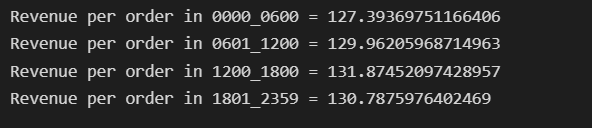 Revenue per order in 0000_0600 = 127.39369751166406
Revenue per order in 0601_1200 = 129.96205968714963
Revenue per order in 1200_1800 = 131.87452097428957
Revenue per order in 1801_2359 = 130.7875976402469